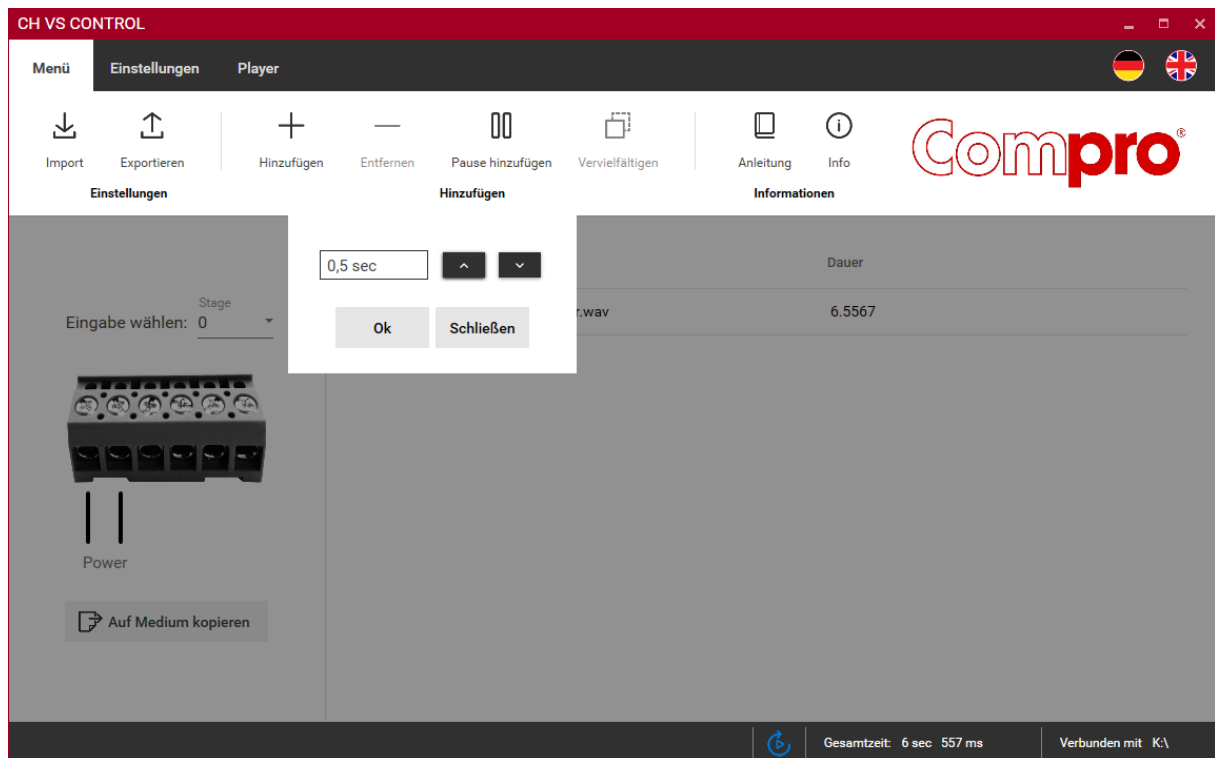 CH VS CONTROL
Menü Einstellungen Player
Import Exportieren Hinzufügen Entfernen Pause hinzufügen Vervielfältigen Anleitung Info
Einstellungen Hinzufügen Informationen
Compro®
0,5 sec
Ok Schließen
Dauer
r.wav 6.5567
Stage
Eingabe wählen: 0
Power
Auf Medium kopieren
Gesamtzeit: 6 sec 557 ms Verbunden mit K:\